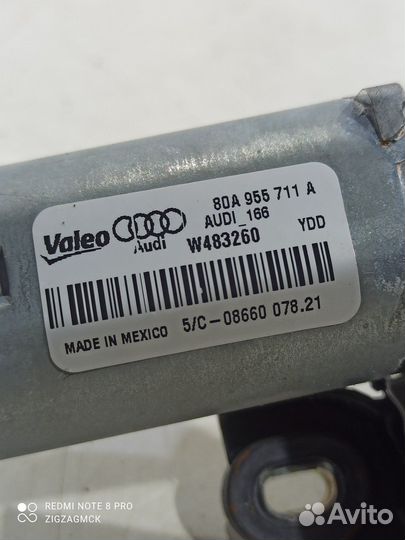 Valeo Audi
80A 955 711 A
AUDI_166
W483260 YDD
MADE IN MEXICO 5/C-08660 078.21
REDMI NOTE 8 PRO
ZIGZAGMCK
Avito